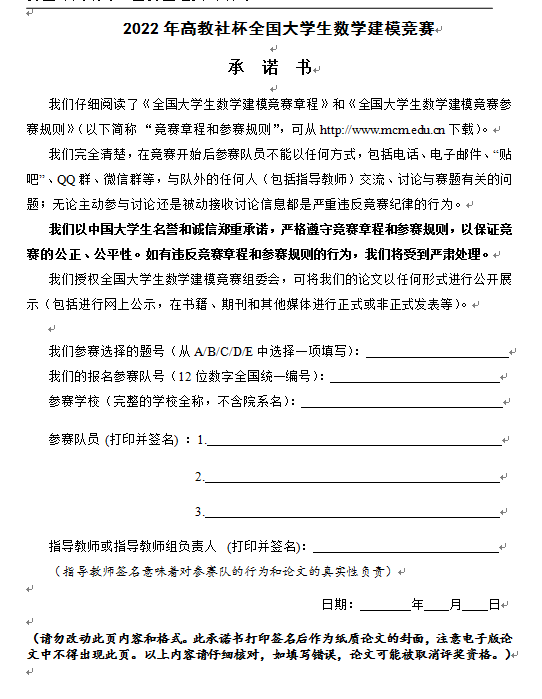 2022 年高教社杯全国大学生数学建模竞赛
承 诺 书
我们仔细阅读了《全国大学生数学建模竞赛章程》和《全国大学生数学建模竞赛参
赛规则》（以下简称 “竞赛章程和参赛规则”，可从 http://www.mcm.edu.cn 下载）。
我们完全清楚，在竞赛开始后参赛队员不能以任何方式，包括电话、电子邮件、“贴
吧”、QQ 群、微信群等，与队外的任何人（包括指导教师）交流、讨论与赛题有关的问
题；无论主动参与讨论还是被动接收讨论信息都是严重违反竞赛纪律的行为。
我们以中国大学生名誉和诚信郑重承诺，严格遵守竞赛章程和参赛规则，以保证竞
赛的公正、公平性。如有违反竞赛章程和参赛规则的行为，我们将受到严肃处理。
我们授权全国大学生数学建模竞赛组委会，可将我们的论文以任何形式进行公开展
示（包括进行网上公示，在书籍、期刊和其他媒体进行正式或非正式发表等）。
我们参赛选择的题号（从 A/B/C/D/E 中选择一项填写）：
我们的报名参赛队号（12 位数字全国统一编号）：
参赛学校（完整的学校全称，不含院系名）：
参赛队员 (打印并签名) ：1.
2.
3.
指导教师或指导教师组负责人 (打印并签名)：
（指导教师签名意味着对参赛队的行为和论文的真实性负责）
日期：        年    月    日
（请勿改动此页内容和格式。此承诺书打印签名后作为纸质论文的封面，注意电子版论
文中不得出现此页。以上内容请仔细核对，如填写错误，论文可能被取消评奖资格。）